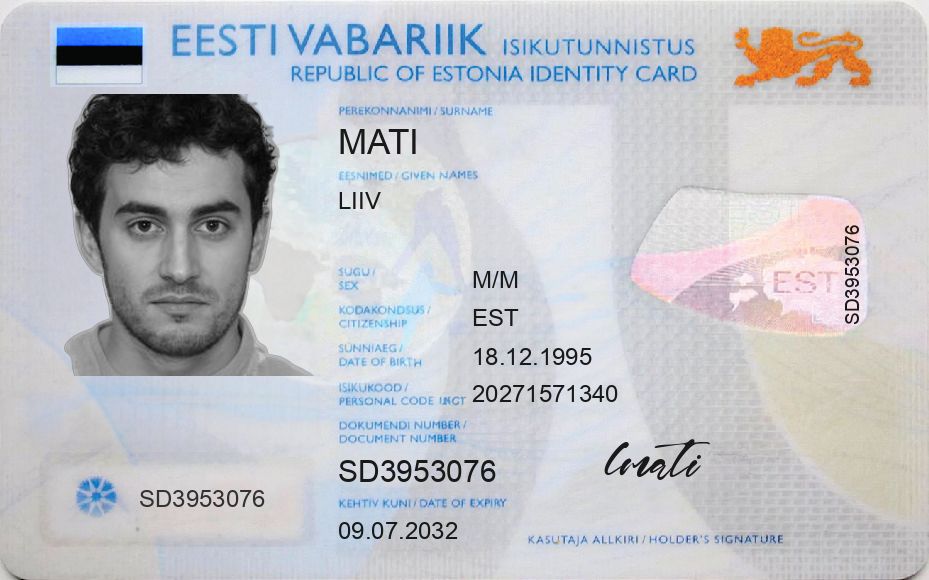 EESTI VABARIIK ISIKUTUNNISTUS
REPUBLIC OF ESTONIA IDENTITY CARD
PEREKONNANIMI / SURNAME
MATI
EESNIMED / GIVEN NAMES
LIIV
SUGU /
SEX
M/M
KODAKONDSUS /
CITIZENSHIP
EST
SÜNNIAEG /
DATE OF BIRTH
18.12.1995
ISIKUKOOD /
PERSONAL CODE
20271571340
DOKUMENDI NUMBER /
DOCUMENT NUMBER
SD3953076
KEHTIV KUNI / DATE OF EXPIRY
09.07.2032
SD3953076
EST
SD3953076
lmati
KASUTAJA ALLKIRI / HOLDER'S SIGNATURE